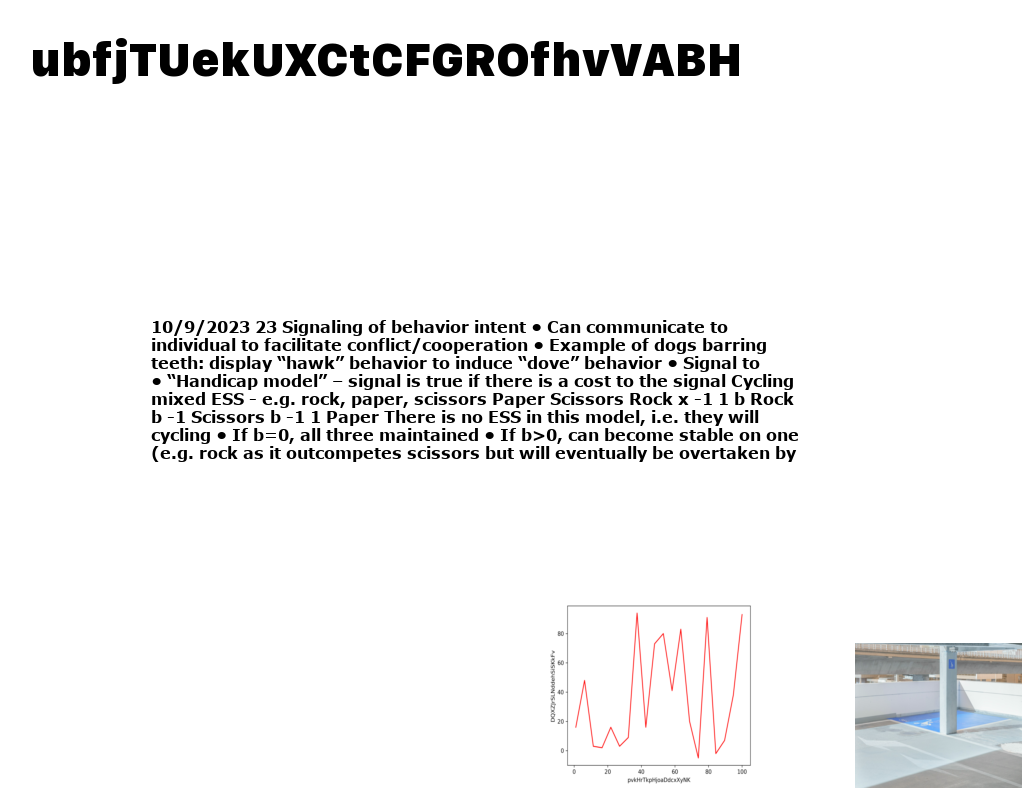 ubfjTUekUXCtCFGROfhvVABH
10/9/2023 23 Signaling of behavior intent • Can communicate to
individual to facilitate conflict/cooperation • Example of dogs barring
teeth: display “hawk” behavior to induce “dove” behavior • Signal to
• “Handicap model” – signal is true if there is a cost to the signal Cycling
mixed ESS - e.g. rock, paper, scissors Paper Scissors Rock x -1 1 b Rock
b -1 Scissors b -1 1 Paper There is no ESS in this model, i.e. they will
cycling • If b=0, all three maintained • If b>0, can become stable on one
(e.g. rock as it outcompetes scissors but will eventually be overtaken by
80
60
40
20
0
0 20 40 60 80 100
pvkHrTkpHjoaDdcxXyNK